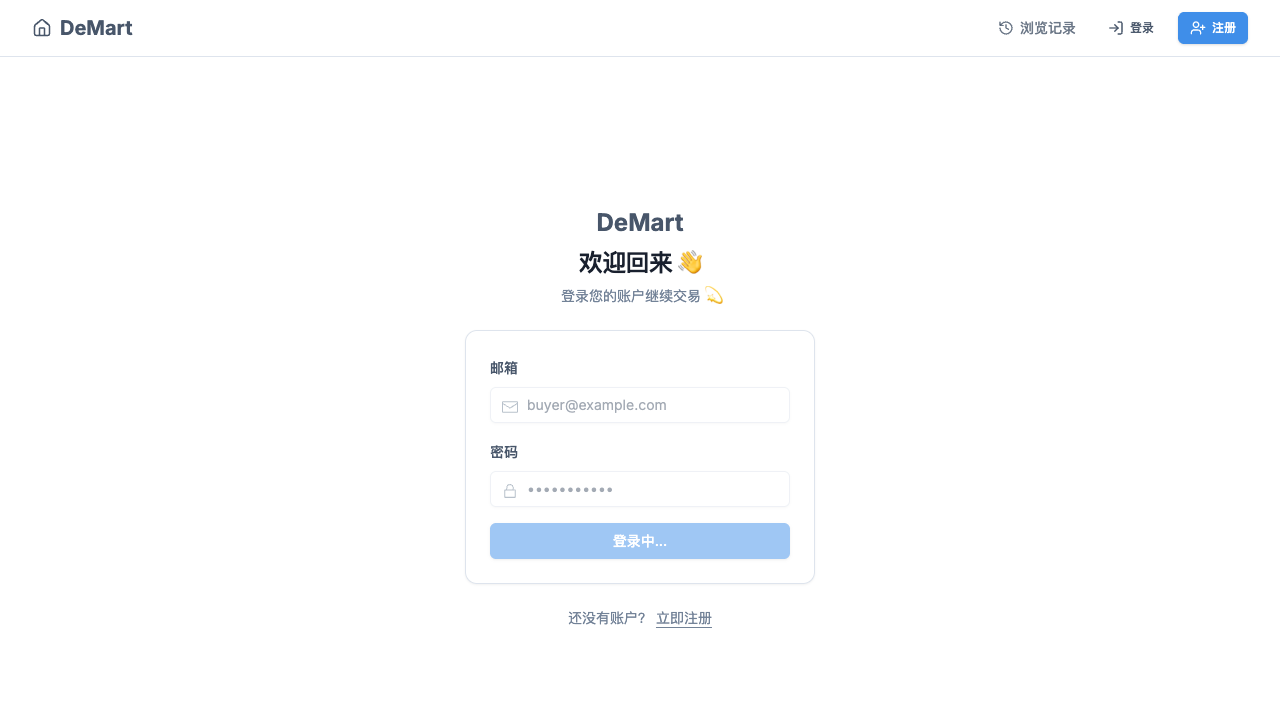 DeMart
浏览记录
登录
注册
DeMart
欢迎回来 👋
登录您的账户继续交易 💫
邮箱
buyer@example.com
密码
•••••••••••
登录中...
还没有账户? 立即注册